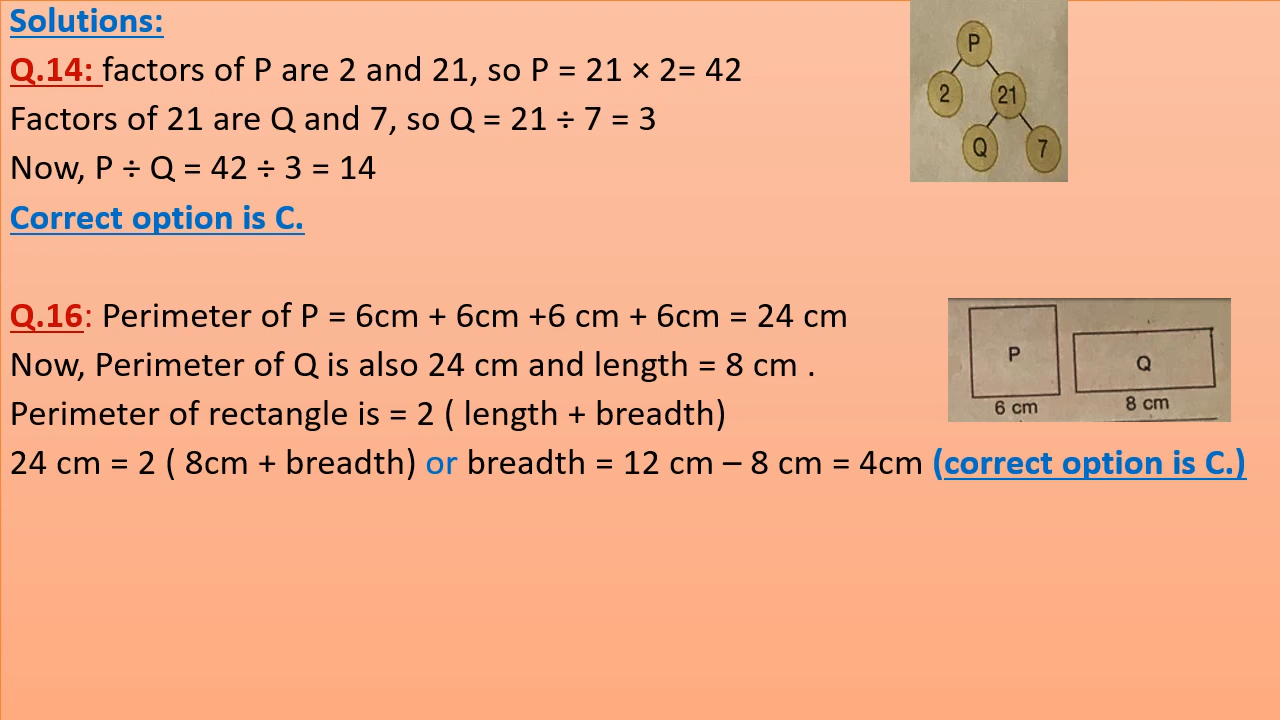 Solutions:
Q.14: factors of P are 2 and 21, so P = 21 × 2= 42
Factors of 21 are Q and 7, so Q = 21 ÷ 7 = 3
Now, P ÷ Q = 42 ÷ 3 = 14
Correct option is C.
P
2 21
Q 7
Q.16: Perimeter of P = 6cm + 6cm +6 cm + 6cm = 24 cm
Now, Perimeter of Q is also 24 cm and length = 8 cm .
Perimeter of rectangle is = 2 ( length + breadth)
24 cm = 2 ( 8cm + breadth) or breadth = 12 cm – 8 cm = 4cm (correct option is C.)
P Q
6 cm 8 cm